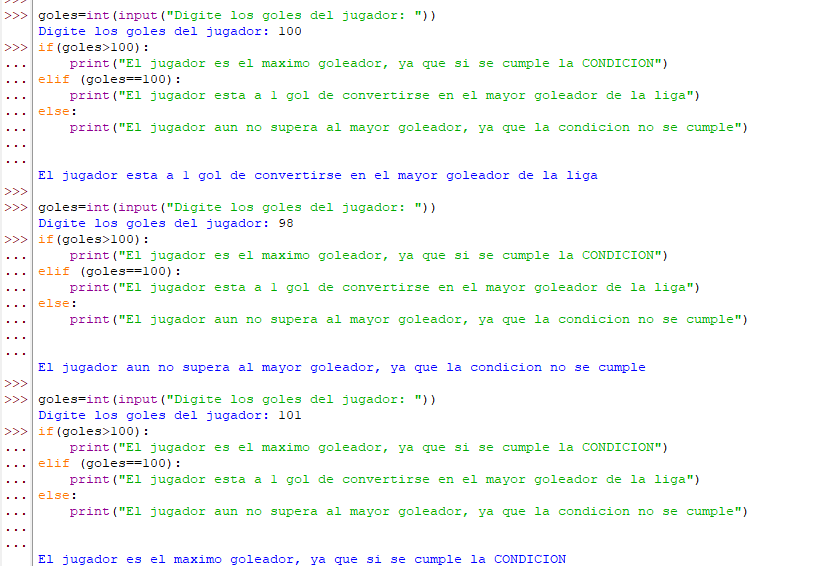 >>> goles=int(input("Digite los goles del jugador: "))
Digite los goles del jugador: 100
>>> if(goles>100):
...     print("El jugador es el maximo goleador, ya que si se cumple la CONDICION")
... elif (goles==100):
...     print("El jugador esta a 1 gol de convertirse en el mayor goleador de la liga")
... else:
...     print("El jugador aun no supera al mayor goleador, ya que la condicion no se cumple")
...
...
El jugador esta a 1 gol de convertirse en el mayor goleador de la liga
>>>
>>> goles=int(input("Digite los goles del jugador: "))
Digite los goles del jugador: 98
>>> if(goles>100):
...     print("El jugador es el maximo goleador, ya que si se cumple la CONDICION")
... elif (goles==100):
...     print("El jugador esta a 1 gol de convertirse en el mayor goleador de la liga")
... else:
...     print("El jugador aun no supera al mayor goleador, ya que la condicion no se cumple")
...
...
El jugador aun no supera al mayor goleador, ya que la condicion no se cumple
>>>
>>> goles=int(input("Digite los goles del jugador: "))
Digite los goles del jugador: 101
>>> if(goles>100):
...     print("El jugador es el maximo goleador, ya que si se cumple la CONDICION")
... elif (goles==100):
...     print("El jugador esta a 1 gol de convertirse en el mayor goleador de la liga")
... else:
...     print("El jugador aun no supera al mayor goleador, ya que la condicion no se cumple")
...
...
El jugador es el maximo goleador, ya que si se cumple la CONDICION